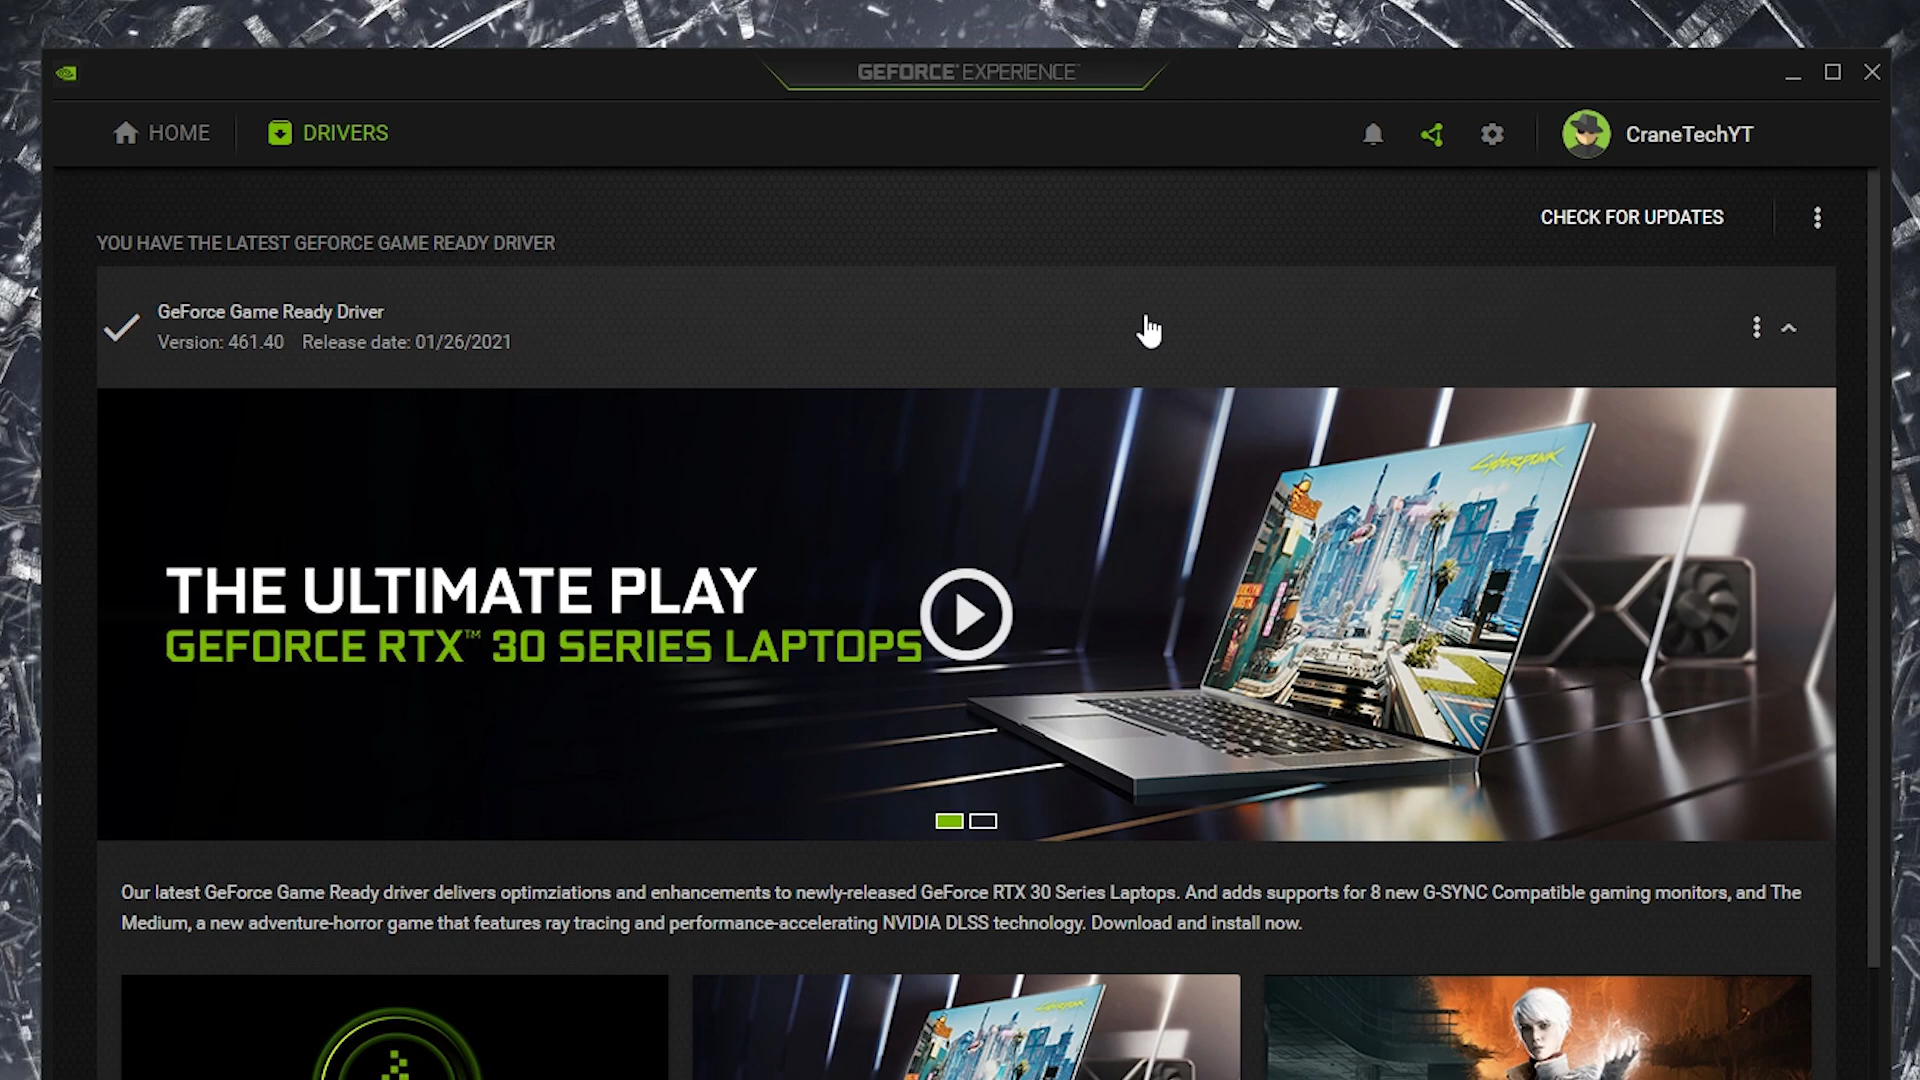 GEFORCE® EXPERIENCE™
HOME
DRIVERS
CraneTechYT
CHECK FOR UPDATES
YOU HAVE THE LATEST GEFORCE GAME READY DRIVER
GeForce Game Ready Driver
Version: 461.40 Release date: 01/26/2021
THE ULTIMATE PLAY
GEFORCE RTX™ 30 SERIES LAPTOPS
Cyberpunk
Our latest GeForce Game Ready driver delivers optimziations and enhancements to newly-released GeForce RTX 30 Series Laptops. And adds supports for 8 new G-SYNC Compatible gaming monitors, and The
Medium, a new adventure-horror game that features ray tracing and performance-accelerating NVIDIA DLSS technology. Download and install now.
Cyberpunk